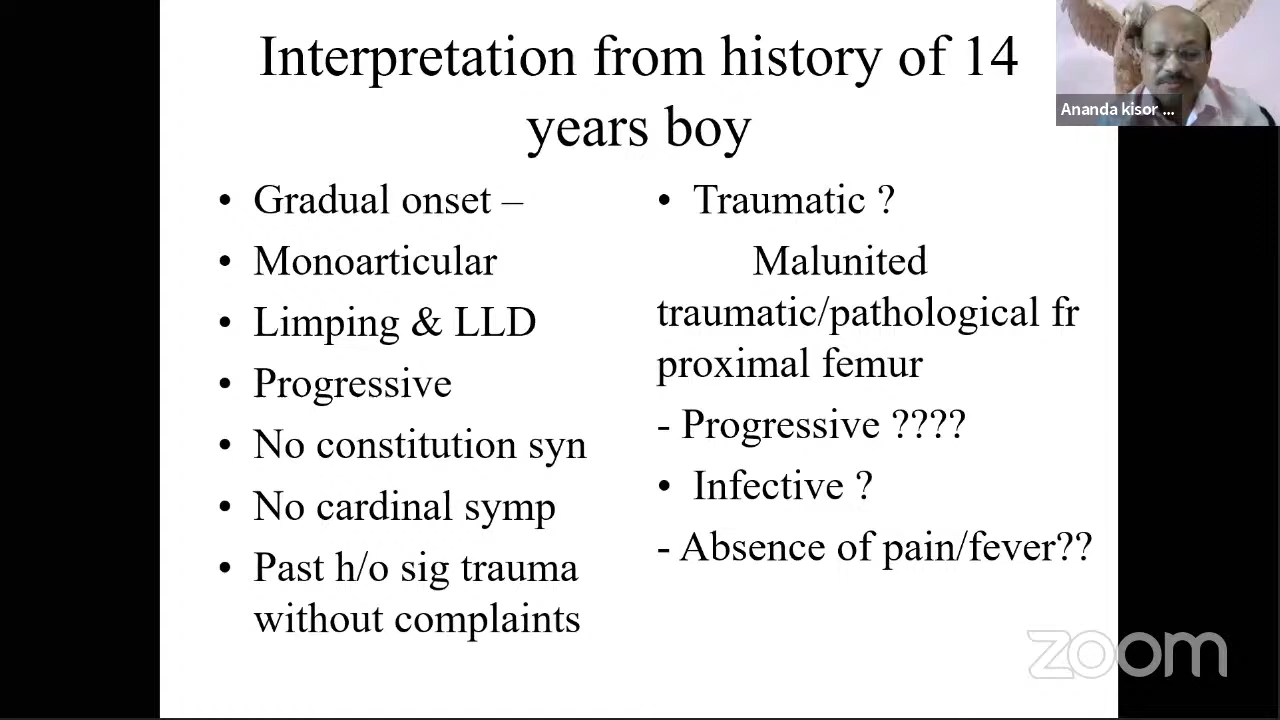 Interpretation from history of 14
years boy
• Gradual onset –
• Monoarticular
• Limping & LLD
• Progressive
• No constitution syn
• No cardinal symp
• Past h/o sig trauma
without complaints
• Traumatic ?
Malunited
traumatic/pathological fr
proximal femur
- Progressive ????
• Infective ?
- Absence of pain/fever??
Ananda kisor ...
zoom